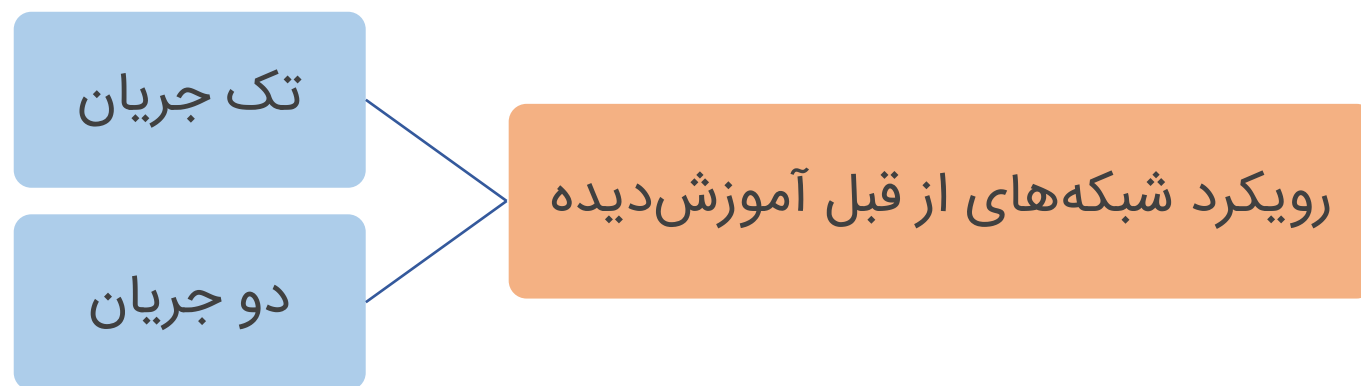 رویکرد شبکه‌های از قبل آموزش‌دیده
تک جریان
دو جریان